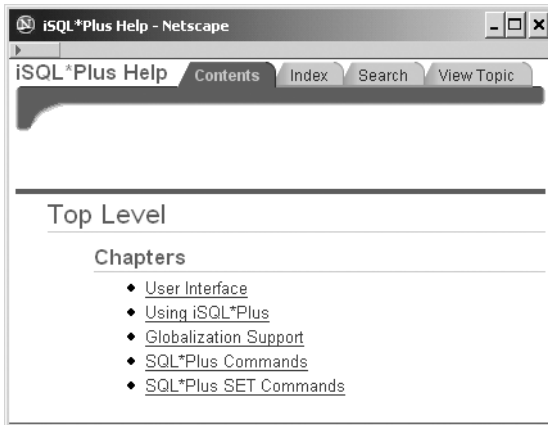 iSQL*Plus Help - Netscape
iSQL*Plus Help Contents Index Search View Topic
Top Level
Chapters
User Interface
Using iSQL*Plus
Globalization Support
SQL*Plus Commands
SQL*Plus SET Commands